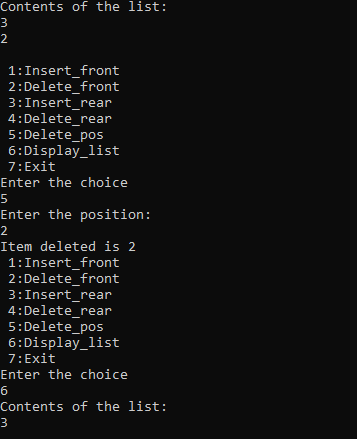 Contents of the list:
3
2
1:Insert_front
2:Delete_front
3:Insert_rear
4:Delete_rear
5:Delete_pos
6:Display_list
7:Exit
Enter the choice
5
Enter the position:
2
Item deleted is 2
1:Insert_front
2:Delete_front
3:Insert_rear
4:Delete_rear
5:Delete_pos
6:Display_list
7:Exit
Enter the choice
6
Contents of the list:
3